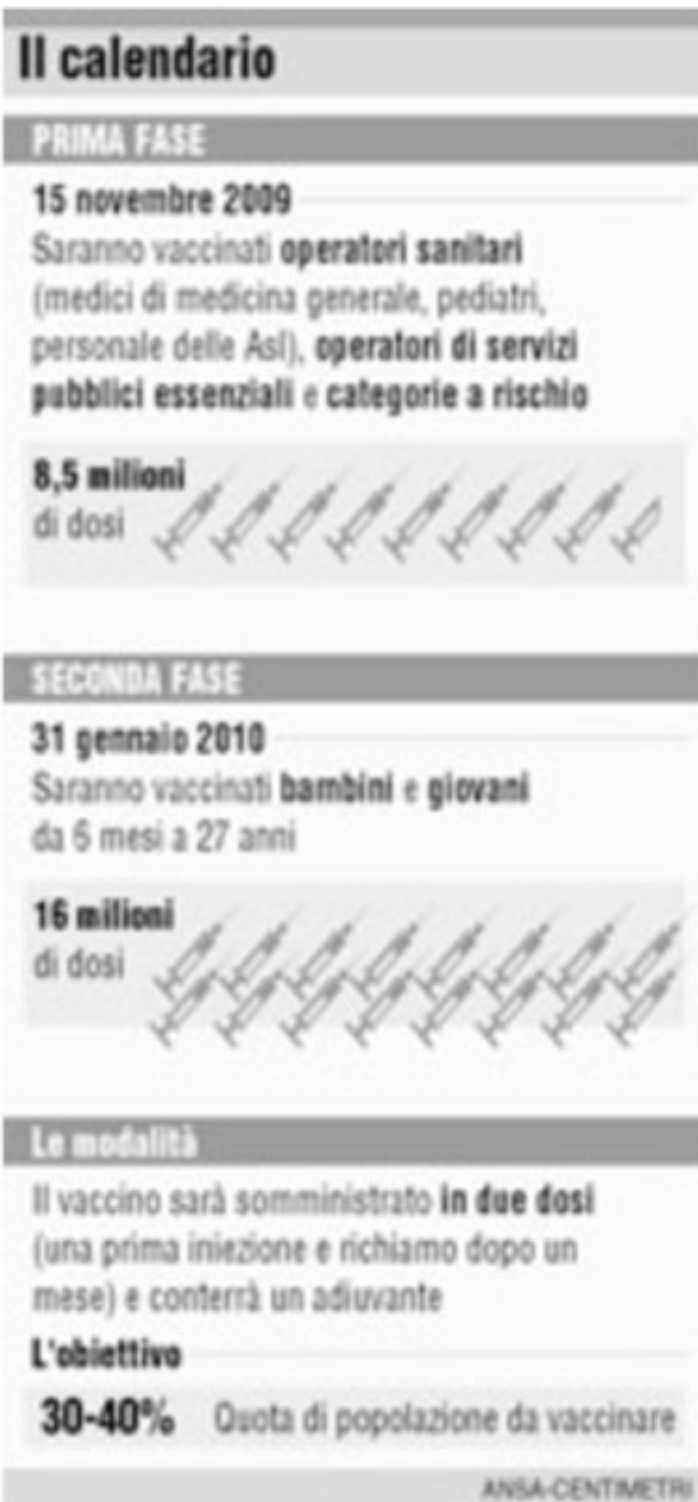 Il calendario
PRIMA FASE
15 novembre 2009
Saranno vaccinati operatori sanitari
(medici di medicina generale, pediatri,
personale delle Asl), operatori di servizi
pubblici essenziali e categorie a rischio
8,5 milioni
di dosi
SECONDA FASE
31 gennaio 2010
Saranno vaccinati bambini e giovani
da 6 mesi a 27 anni
16 milioni
di dosi
Le modalità
Il vaccino sarà somministrato in due dosi
(una prima iniezione e richiamo dopo un
mese) e conterrà un adiuvante
L'obiettivo
30-40% Quota di popolazione da vaccinare
ANSA-CENTIMETRI